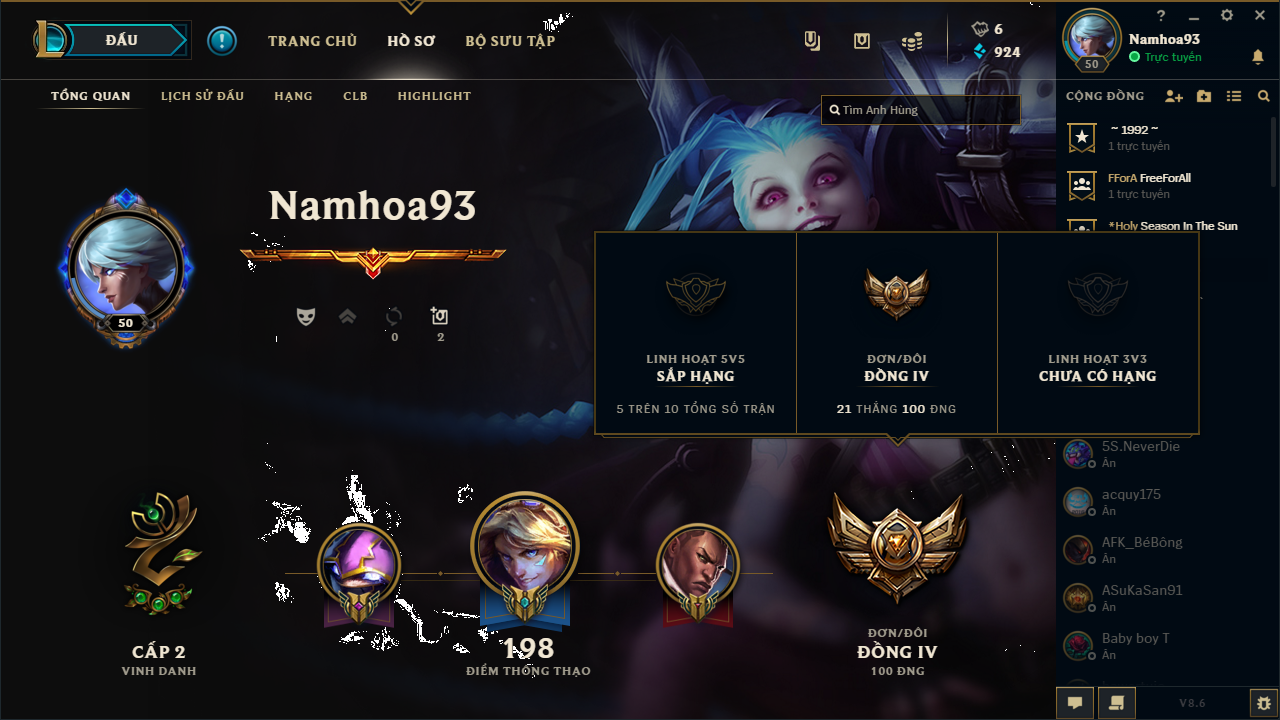 ĐẤU
TRANG CHỦ
HỒ SƠ
BỘ SƯU TẬP
6
924
?
Namhoa93
Trực tuyến
50
TỔNG QUAN
LỊCH SỬ ĐẤU
HẠNG
CLB
HIGHLIGHT
Tìm Anh Hùng
CỘNG ĐỒNG
~ 1992 ~
1 trực tuyến
FForA FreeForAll
1 trực tuyến
*Holy Season In The Sun
Namhoa93
50
0
2
LINH HOẠT 5V5
SẮP HẠNG
5 TRÊN 10 TỔNG SỐ TRẬN
ĐƠN/ĐÔI
ĐỒNG IV
21 THẮNG 100 ĐNG
LINH HOẠT 3V3
CHƯA CÓ HẠNG
5S.NeverDie
Ẩn
acquy175
Ẩn
AFK_BéBông
Ẩn
ASuKaSan91
Ẩn
Baby boy T
Ẩn
CẤP 2
VINH DANH
198
ĐIỂM THÔNG THẠO
ĐƠN/ĐÔI
ĐỒNG IV
100 ĐNG
V8.6